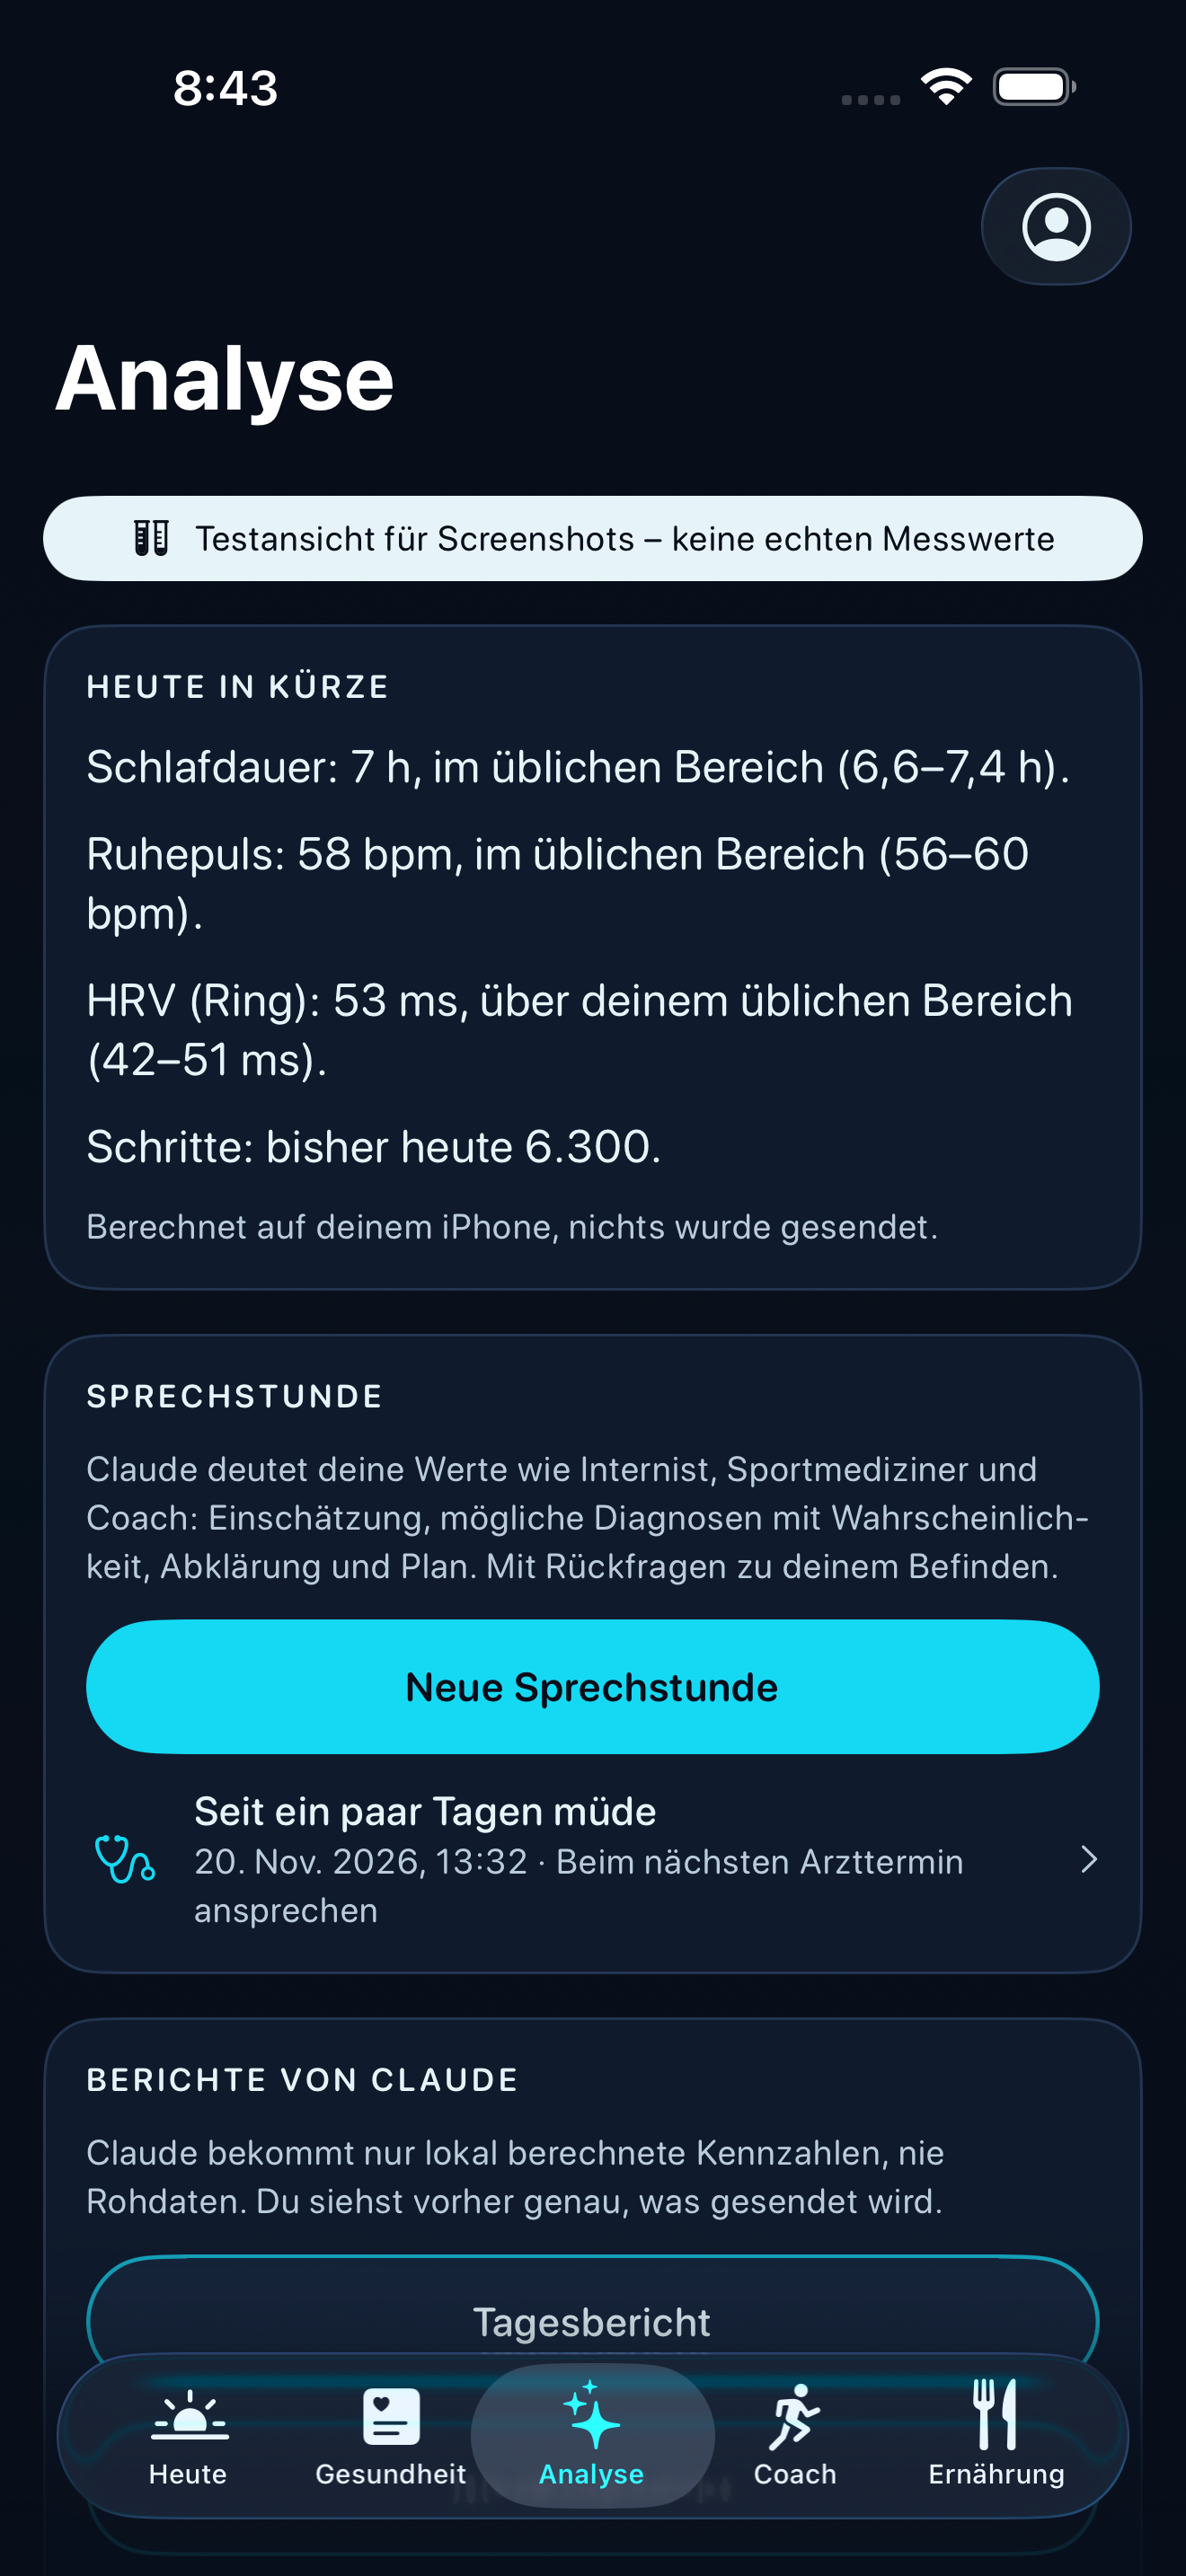 8:43
Analyse
Testansicht für Screenshots – keine echten Messwerte
HEUTE IN KÜRZE
Schlafdauer: 7 h, im üblichen Bereich (6,6–7,4 h).
Ruhepuls: 58 bpm, im üblichen Bereich (56–60
bpm).
HRV (Ring): 53 ms, über deinem üblichen Bereich
(42–51 ms).
Schritte: bisher heute 6.300.
Berechnet auf deinem iPhone, nichts wurde gesendet.
SPRECHSTUNDE
Claude deutet deine Werte wie Internist, Sportmediziner und
Coach: Einschätzung, mögliche Diagnosen mit Wahrscheinlich-
keit, Abklärung und Plan. Mit Rückfragen zu deinem Befinden.
Neue Sprechstunde
Seit ein paar Tagen müde
20. Nov. 2026, 13:32 · Beim nächsten Arzttermin
ansprechen
BERICHTE VON CLAUDE
Claude bekommt nur lokal berechnete Kennzahlen, nie
Rohdaten. Du siehst vorher genau, was gesendet wird.
Tagesbericht
Heute Gesundheit Analyse Coach Ernährung